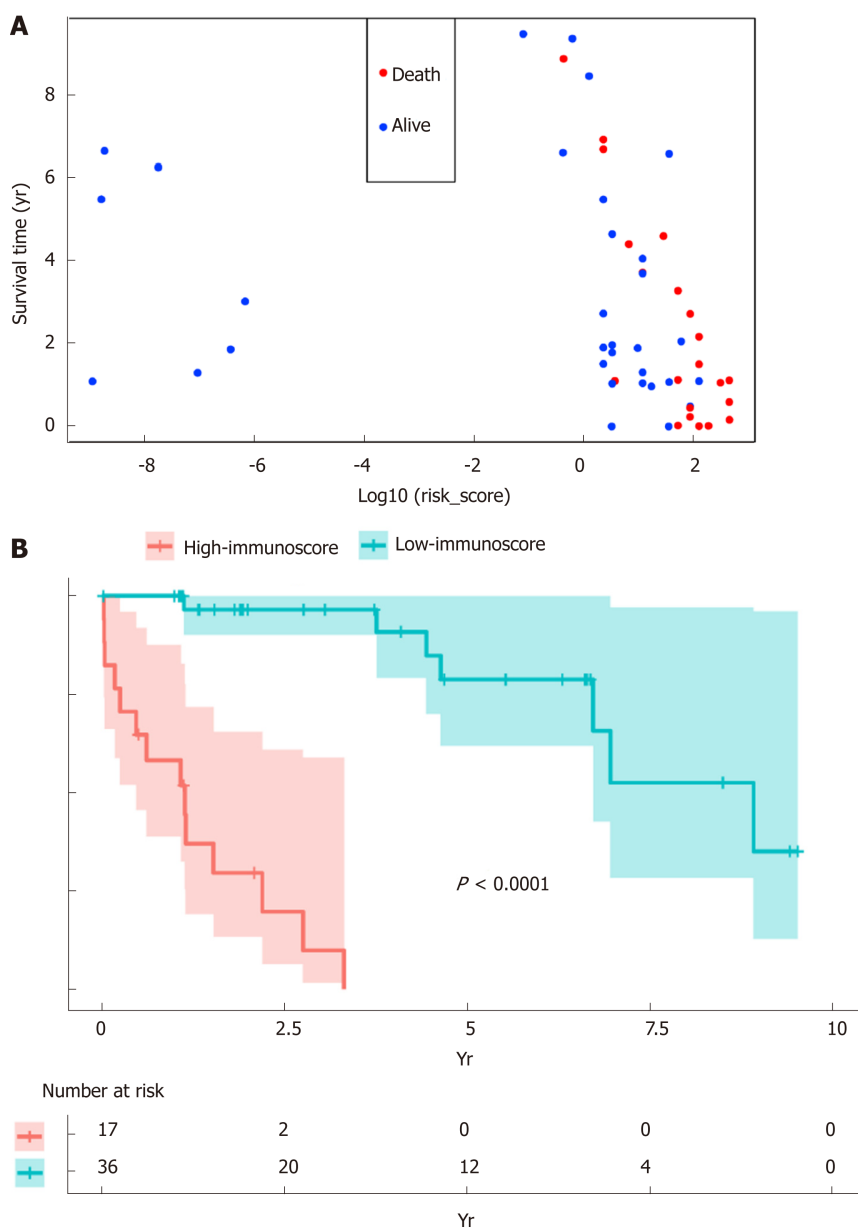 A
Death
Alive
8
6
4
2
0
Survival time (yr)
-8 -6 -4 -2 0 2
Log10 (risk_score)
B
High-immunoscore Low-immunoscore
P < 0.0001
0 2.5 5 7.5 10
Yr
Number at risk
17 2 0 0 0
36 20 12 4 0
Yr